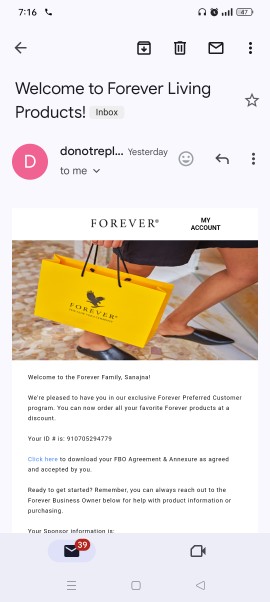 7:16
47
Welcome to Forever Living
Products! Inbox
D
donotrepl... Yesterday
to me
FOREVER®
MY
ACCOUNT
FOREVER®
Welcome to the Forever Family, Sanajna!
We're pleased to have you in our exclusive Forever Preferred Customer
program. You can now order all your favorite Forever products at a
discount.
Your ID # is: 910705294779
Click here to download your FBO Agreement & Annexure as agreed
and accepted by you.
Ready to get started? Remember, you can always reach out to the
Forever Business Owner below for help with product information or
purchasing.
Your Sponsor information is:
39